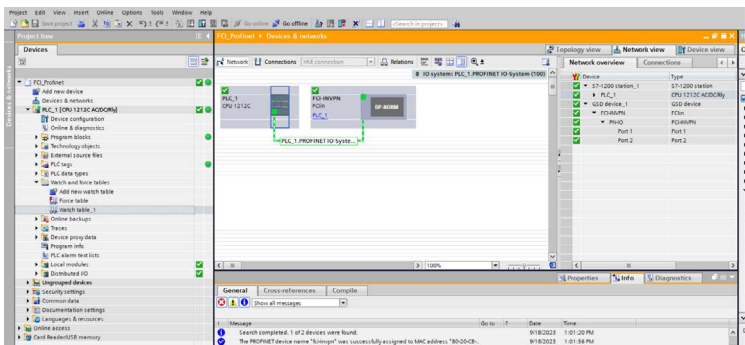 Project Edit View Insert Online Options Tools Window Help
Save project Go online Go offline <Search in project>
Project tree
FCI_Profinet › Devices & networks
Devices
Topology view Network view Device view
Network Connections HMI connection Relations
Network overview Connections
IO system: PLC_1.PROFINET IO-System (100)
Device Type
FCI_Profinet
Add new device
Devices & networks
PLC_1 [CPU 1212C AC/DC/Rly]
Device configuration
Online & diagnostics
Program blocks
Technology objects
External source files
PLC tags
PLC data types
Watch and force tables
Add new watch table
Force table
Watch table_1
Online backups
Traces
Device proxy data
Program info
PLC alarm text lists
Local modules
Distributed I/O
Ungrouped devices
Security settings
Common data
Documentation settings
Languages & resources
Online access
Card Reader/USB memory
Devices & networks
PLC_1
CPU 1212C
FCI-INVPN
FCIin
PLC_1
DP-NORM
PLC_1.PROFINET IO-Syste...
S7-1200 station_1 S7-1200 station
PLC_1 CPU 1212C AC/DC/Rly
GSD device_1 GSD device
FCI-INVPN FCIin
PN-IO FCI-INVPN
Port 1 Port 1
Port 2 Port 2
100%
Properties Info Diagnostics
General Cross-references Compile
Show all messages
! Message Go to ? Date Time
Search completed. 1 of 2 devices were found. 9/18/2023 1:01:20 PM
The PROFINET device name "fci-invpn" was successfully assigned to MAC address "80-20-C8-. 9/18/2023 1:01:56 PM